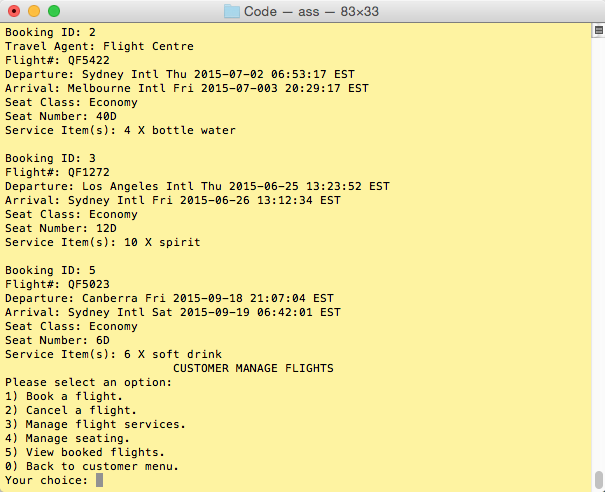 Code — ass — 83×33
Booking ID: 2
Travel Agent: Flight Centre
Flight#: QF5422
Departure: Sydney Intl Thu 2015-07-02 06:53:17 EST
Arrival: Melbourne Intl Fri 2015-07-003 20:29:17 EST
Seat Class: Economy
Seat Number: 40D
Service Item(s): 4 X bottle water
Booking ID: 3
Flight#: QF1272
Departure: Los Angeles Intl Thu 2015-06-25 13:23:52 EST
Arrival: Sydney Intl Fri 2015-06-26 13:12:34 EST
Seat Class: Economy
Seat Number: 12D
Service Item(s): 10 X spirit
Booking ID: 5
Flight#: QF5023
Departure: Canberra Fri 2015-09-18 21:07:04 EST
Arrival: Sydney Intl Sat 2015-09-19 06:42:01 EST
Seat Class: Economy
Seat Number: 6D
Service Item(s): 6 X soft drink
CUSTOMER MANAGE FLIGHTS
Please select an option:
1) Book a flight.
2) Cancel a flight.
3) Manage flight services.
4) Manage seating.
5) View booked flights.
0) Back to customer menu.
Your choice: